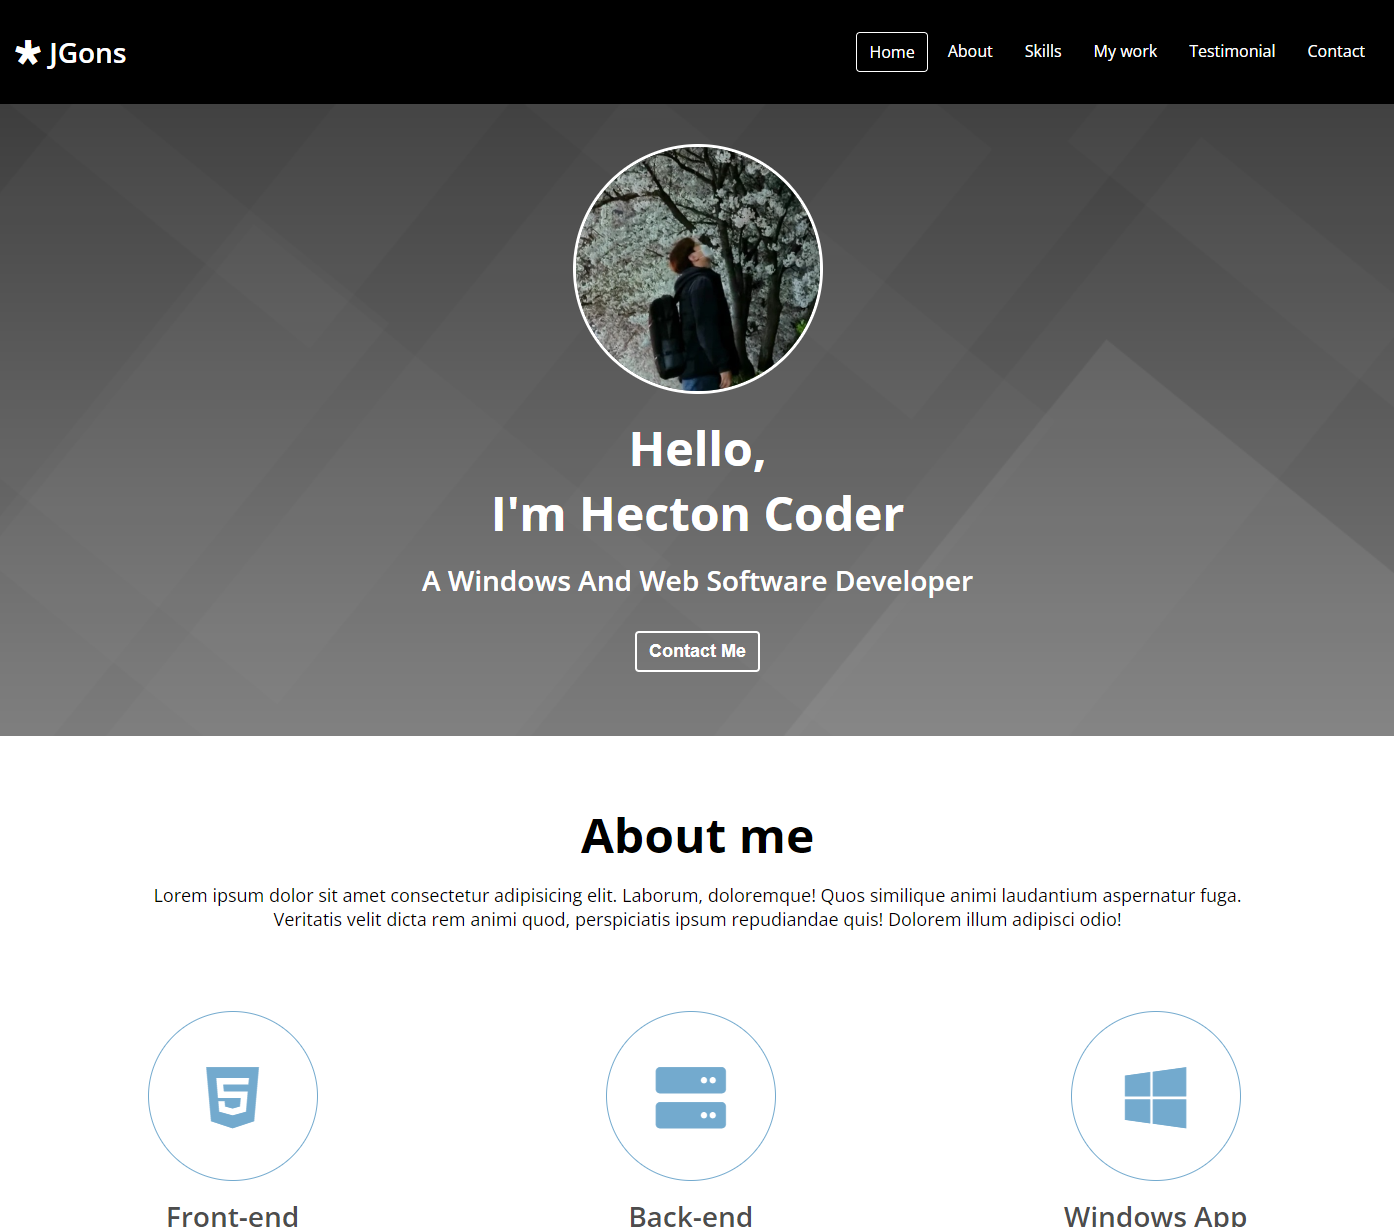 JGons
Home About Skills My work Testimonial Contact
Hello,
I'm Hecton Coder
A Windows And Web Software Developer
Contact Me
About me
Lorem ipsum dolor sit amet consectetur adipisicing elit. Laborum, doloremque! Quos similique animi laudantium aspernatur fuga.
Veritatis velit dicta rem animi quod, perspiciatis ipsum repudiandae quis! Dolorem illum adipisci odio!
Front-end Back-end Windows App